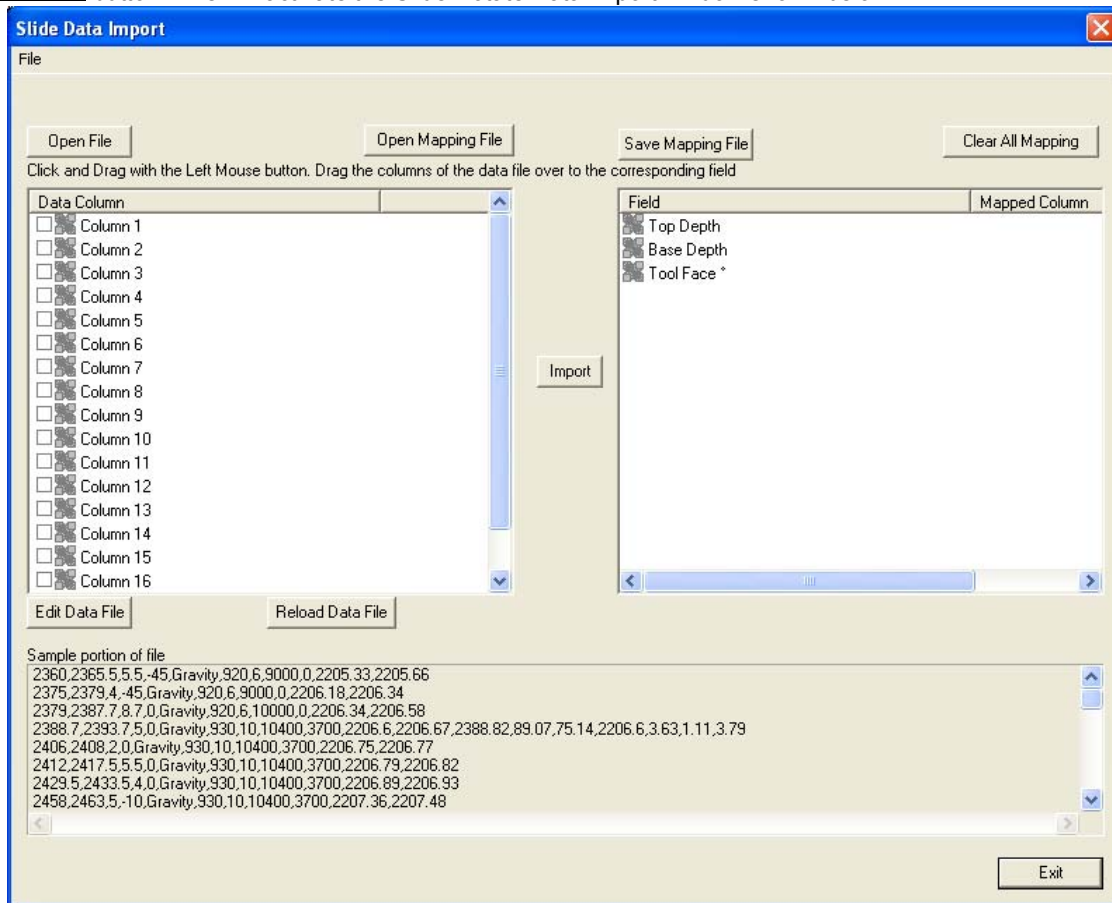 Slide Data Import
File
Open File
Open Mapping File
Save Mapping File
Clear All Mapping
Click and Drag with the Left Mouse button. Drag the columns of the data file over to the corresponding field
Data Column
Column 1
Column 2
Column 3
Column 4
Column 5
Column 6
Column 7
Column 8
Column 9
Column 10
Column 11
Column 12
Column 13
Column 14
Column 15
Column 16
Import
Field Mapped Column
Top Depth
Base Depth
Tool Face *
Edit Data File
Reload Data File
Sample portion of file
2360,2365.5,5.5,-45,Gravity,920,6,9000,0,2205.33,2205.66
2375,2379,4,-45,Gravity,920,6,9000,0,2206.18,2206.34
2379,2387.7,8.7,0,Gravity,920,6,10000,0,2206.34,2206.58
2388.7,2393.7,5,0,Gravity,930,10,10400,3700,2206.6,2206.67,2388.82,89.07,75.14,2206.6,3.63,1.11,3.79
2406,2408,2,0,Gravity,930,10,10400,3700,2206.75,2206.77
2412,2417.5,5.5,0,Gravity,930,10,10400,3700,2206.79,2206.82
2429.5,2433.5,4,0,Gravity,930,10,10400,3700,2206.89,2206.93
2458,2463,5,-10,Gravity,930,10,10400,3700,2207.36,2207.48
Exit